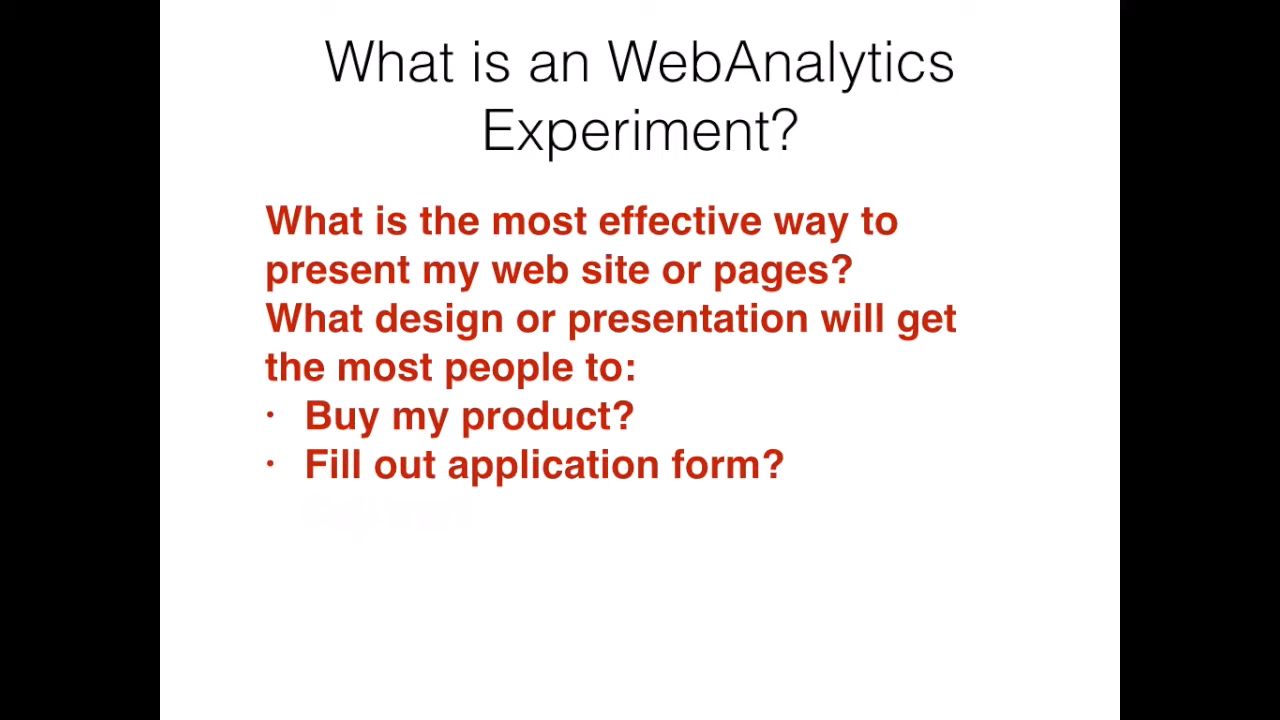 What is an WebAnalytics
Experiment?
What is the most effective way to
present my web site or pages?
What design or presentation will get
the most people to:
· Buy my product?
· Fill out application form?